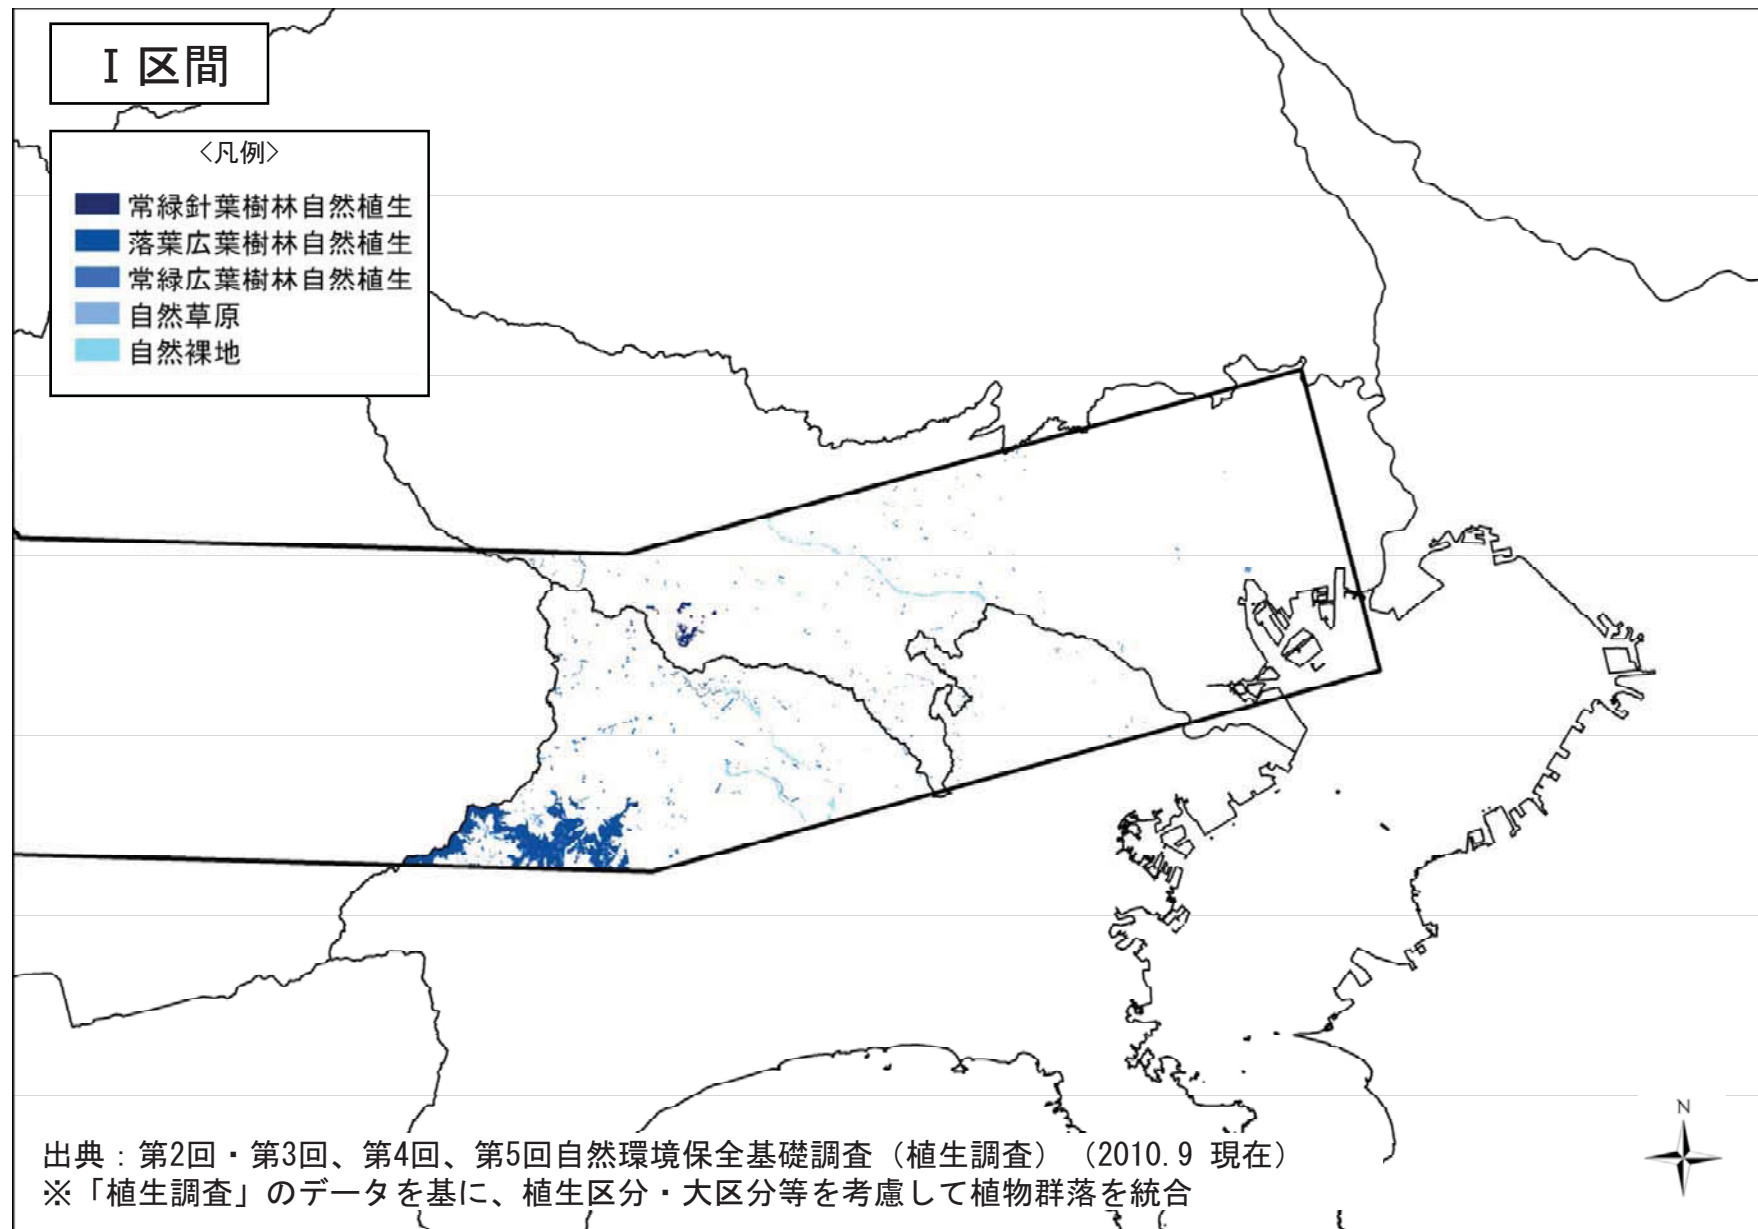 Ⅰ区間
<凡例>
常緑針葉樹林自然植生
落葉広葉樹林自然植生
常緑広葉樹林自然植生
自然草原
自然裸地
N
出典：第2回・第3回、第4回、第5回自然環境保全基礎調査（植生調査）（2010.9 現在）
※「植生調査」のデータを基に、植生区分・大区分等を考慮して植物群落を統合